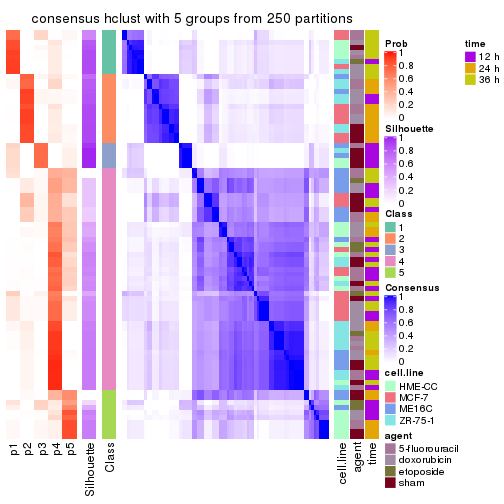 consensus hclust with 5 groups from 250 partitions
Prob
1
0.8
0.6
0.4
0.2
0
Silhouette
1
0.8
0.6
0.4
0.2
0
Class
1
2
3
4
5
Consensus
1
0.8
0.6
0.4
0.2
0
cell.line
HME-CC
MCF-7
ME16C
ZR-75-1
agent
5-fluorouracil
doxorubicin
etoposide
sham
time
12 h
24 h
36 h
p1
p2
p3
p4
p5
Silhouette
Class
cell.line
agent
time